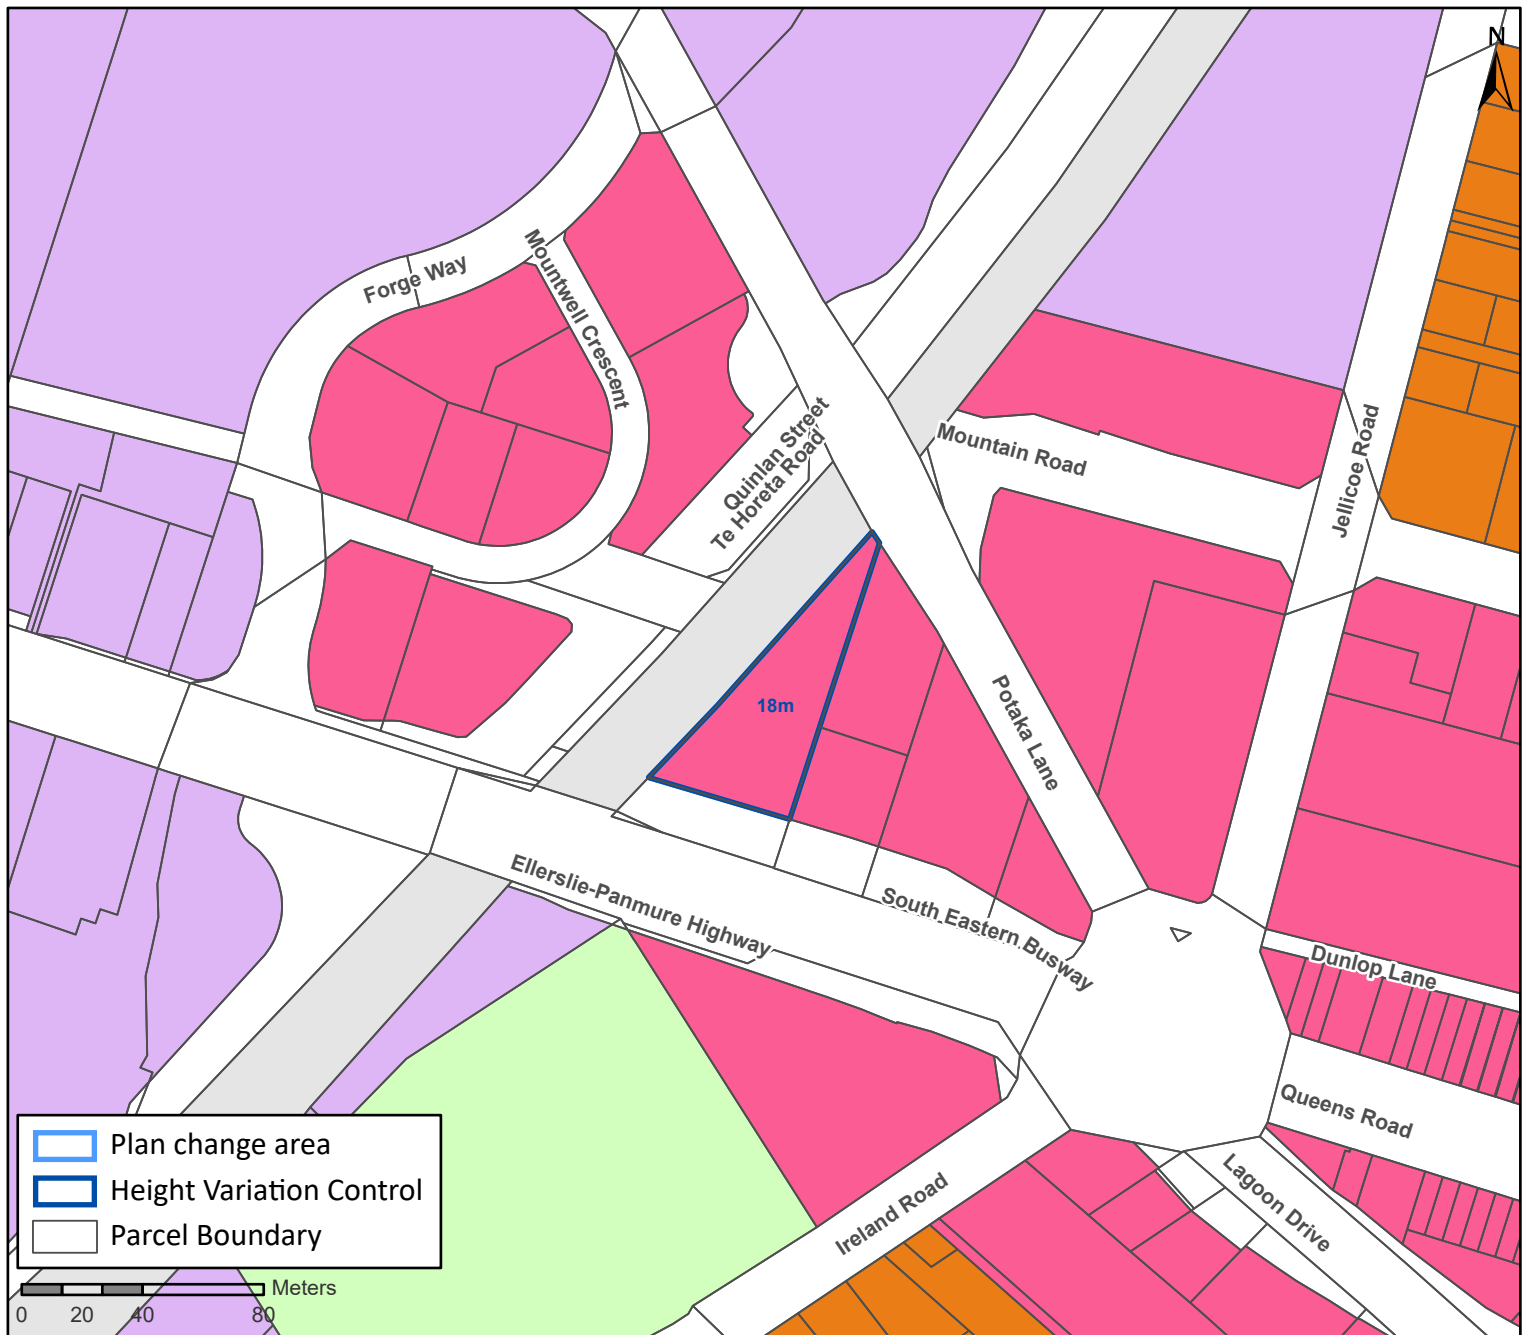 N
Forge Way
Mountwell Crescent
Quinlan Street
Te Horeta Road
Mountain Road
Jellicoe Road
18m
Potaka Lane
Ellerslie-Panmure Highway
South Eastern Busway
Dunlop Lane
Queens Road
Lagoon Drive
Ireland Road
Plan change area
Height Variation Control
Parcel Boundary
Meters
0 20 40 80